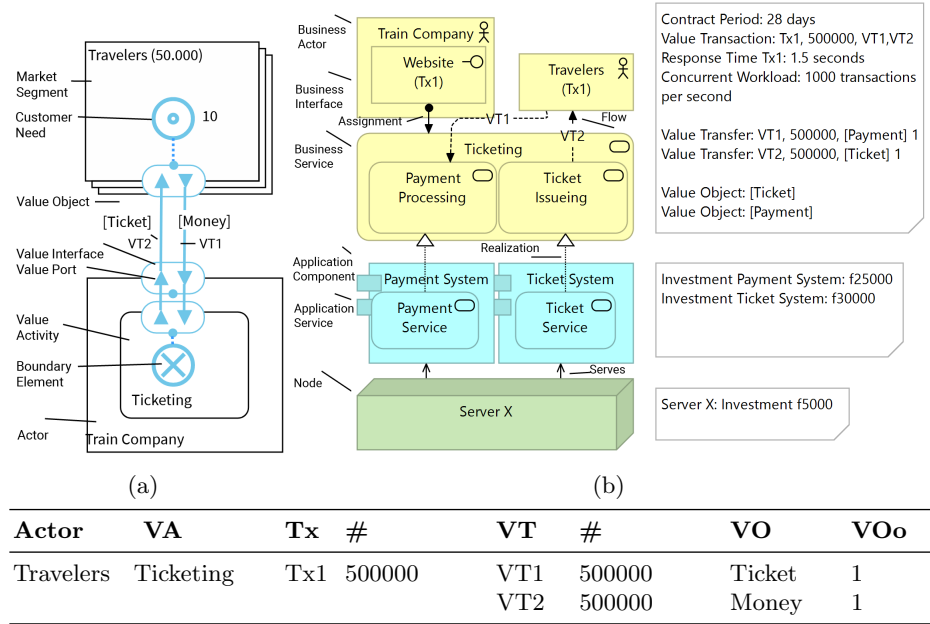 Travelers (50.000)
Market
Segment
Customer
Need
10
Value Object
[Ticket]
[Money]
VT2
VT1
Value Interface
Value Port
Value
Activity
Boundary
Element
Ticketing
Actor
Train Company
(a)
Business
Actor
Train Company
Website
(Tx1)
Business
Interface
Travelers
(Tx1)
Assignment
VT1
Flow
VT2
Business
Service
Ticketing
Payment
Processing
Ticket
Issueing
Realization
Application
Component
Payment System
Ticket System
Application
Service
Payment
Service
Ticket
Service
Serves
Node
Server X
(b)
Contract Period: 28 days
Value Transaction: Tx1, 500000, VT1,VT2
Response Time Tx1: 1.5 seconds
Concurrent Workload: 1000 transactions
per second
Value Transfer: VT1, 500000, [Payment] 1
Value Transfer: VT2, 500000, [Ticket] 1
Value Object: [Ticket]
Value Object: [Payment]
Investment Payment System: f25000
Investment Ticket System: f30000
Server X: Investment f5000
Actor VA Tx # VT # VO VOo
Travelers Ticketing Tx1 500000 VT1 500000 Ticket 1
VT2 500000 Money 1